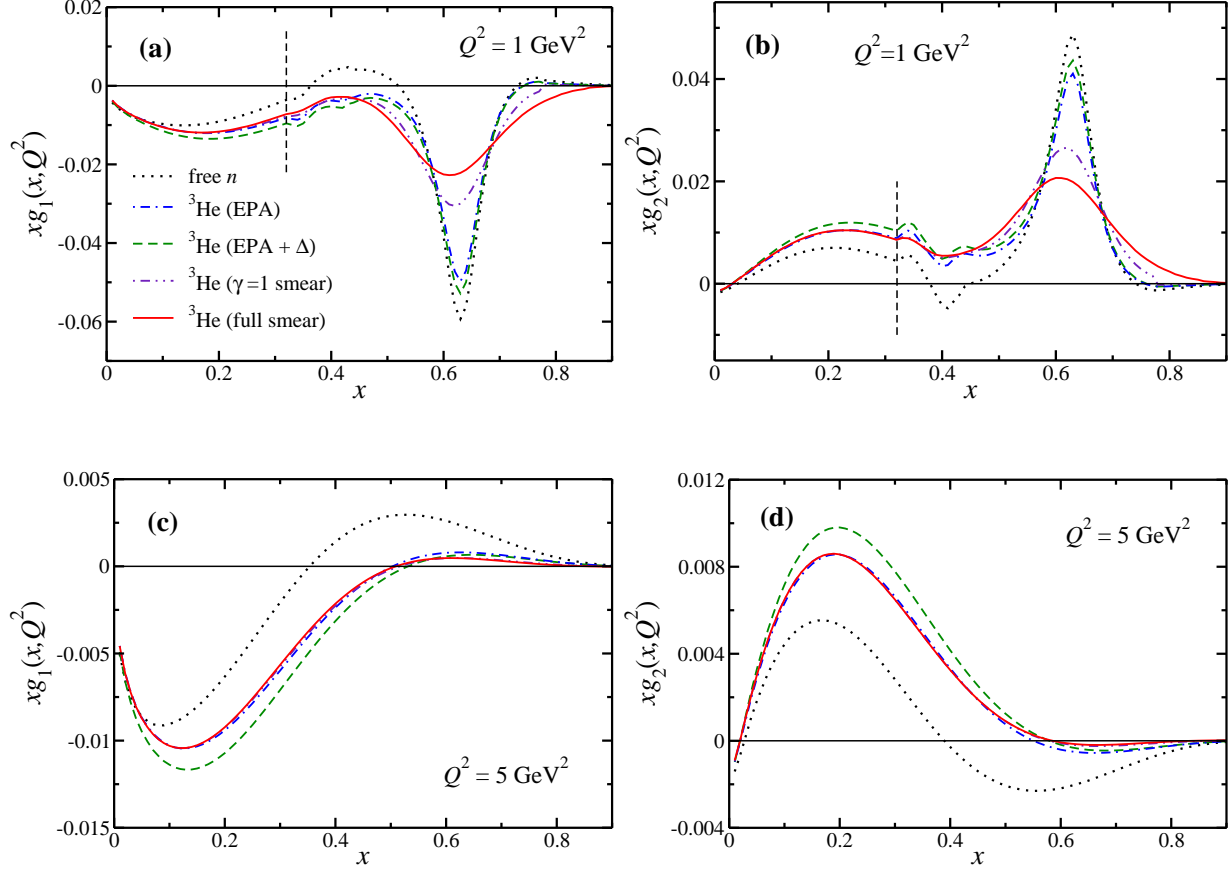 0.02
0
-0.02
-0.04
-0.06
xg₁(x,Q²)
(a)
Q² = 1 GeV²
free n
³He (EPA)
³He (EPA + Δ)
³He (γ =1 smear)
³He (full smear)
0 0.2 0.4 0.6 0.8
x
0.04
0.02
0
xg₂(x,Q²)
(b)
Q²=1 GeV²
0 0.2 0.4 0.6 0.8
x
0.005
0
-0.005
-0.01
-0.015
xg₁(x,Q²)
(c)
Q² = 5 GeV²
0 0.2 0.4 0.6 0.8
x
0.012
0.008
0.004
0
-0.004
xg₂(x,Q²)
(d)
Q² = 5 GeV²
0 0.2 0.4 0.6 0.8
x